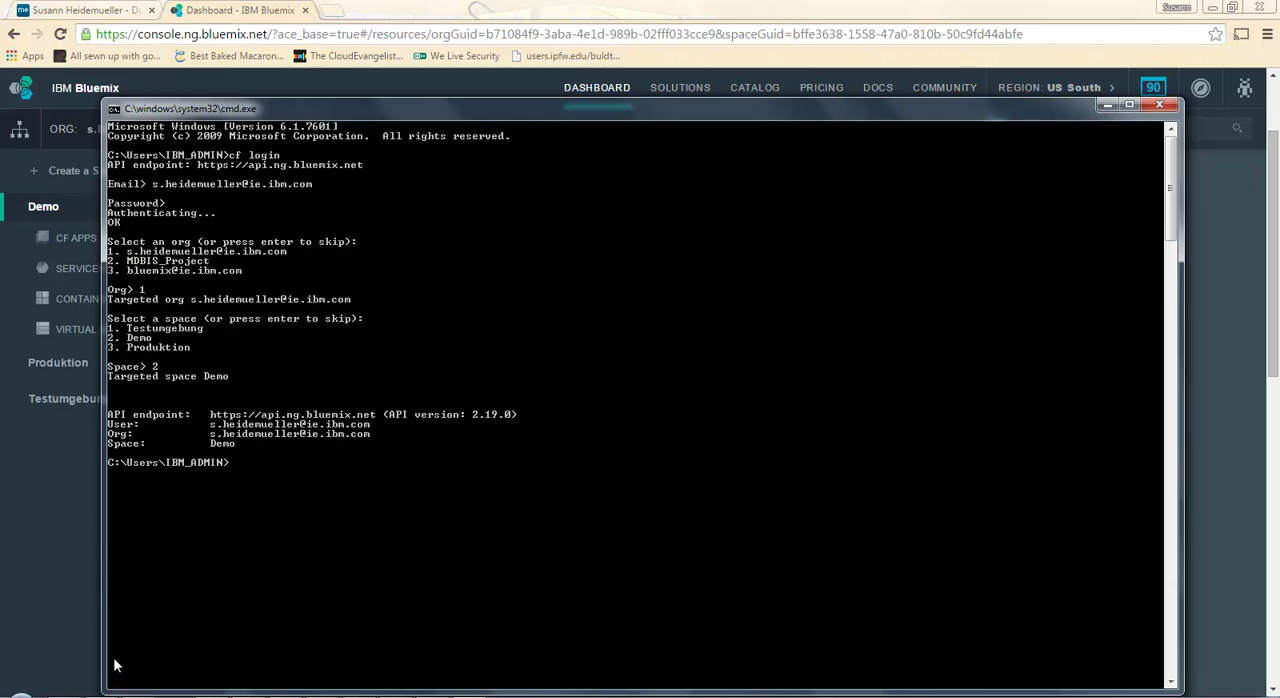 Susann Heidemueller - D
Dashboard - IBM Bluemix
Susann
https://console.ng.bluemix.net/?ace_base=true#/resources/orgGuid=b71084f9-3aba-4e1d-989b-02fff033cce9&spaceGuid=bffe3638-1558-47a0-810b-50c9fd44abfe
Apps
All sewn up with go...
Best Baked Macaron...
The CloudEvangelist...
We Live Security
users.ipfw.edu/buldt...
IBM Bluemix
DASHBOARD
SOLUTIONS
CATALOG
PRICING
DOCS
COMMUNITY
REGION: US South
90
ORG: s.
Create a S
Demo
CF APPS
SERVICE
CONTAIN
VIRTUAL
Produktion
Testumgebu
C:\windows\system32\cmd.exe
Microsoft Windows [Version 6.1.7601]
Copyright (c) 2009 Microsoft Corporation. All rights reserved.
C:\Users\IBM_ADMIN>cf login
API endpoint: https://api.ng.bluemix.net
Email> s.heidemueller@ie.ibm.com
Password>
Authenticating...
OK
Select an org (or press enter to skip):
1. s.heidemueller@ie.ibm.com
2. MDBIS_Project
3. bluemix@ie.ibm.com
Org> 1
Targeted org s.heidemueller@ie.ibm.com
Select a space (or press enter to skip):
1. Testumgebung
2. Demo
3. Produktion
Space> 2
Targeted space Demo
API endpoint: https://api.ng.bluemix.net (API version: 2.19.0)
User: s.heidemueller@ie.ibm.com
Org: s.heidemueller@ie.ibm.com
Space: Demo
C:\Users\IBM_ADMIN>